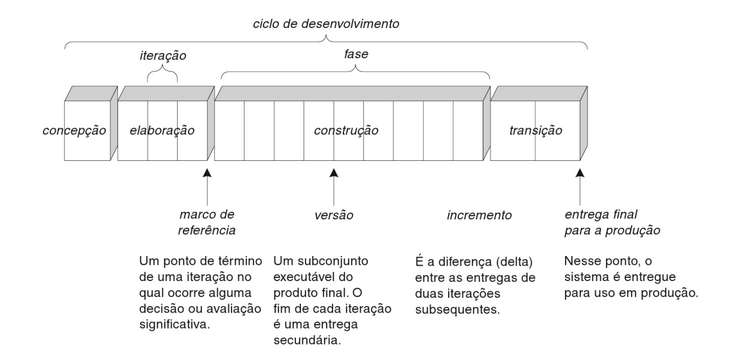 ciclo de desenvolvimento
iteração
fase
concepção
elaboração
construção
transição
marco de
referência
versão
incremento
entrega final
para a produção
Um ponto de término
de uma iteração no
qual ocorre alguma
decisão ou avaliação
significativa.
Um subconjunto
executável do
produto final. O
fim de cada iteração
é uma entrega
secundária.
É a diferença (delta)
entre as entregas de
duas iterações
subsequentes.
Nesse ponto, o
sistema é entregue
para uso em produção.